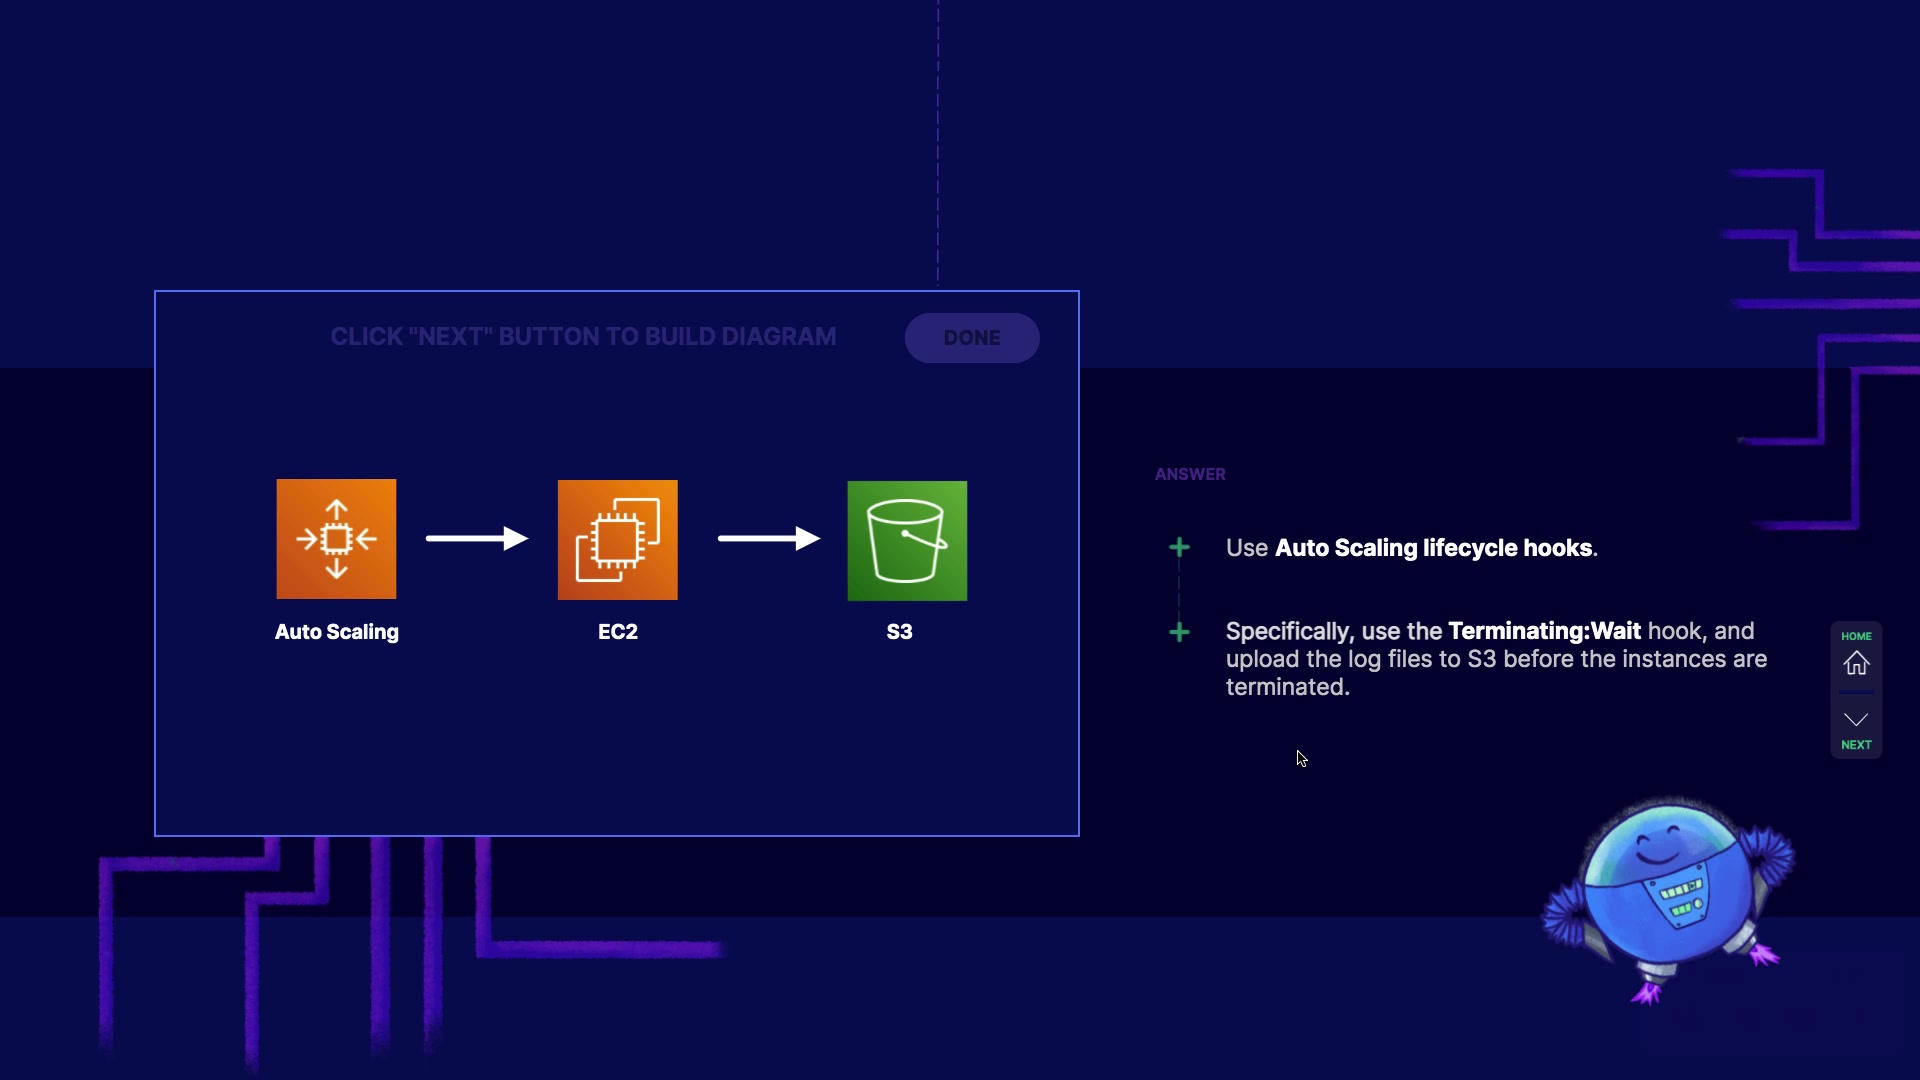 CLICK "NEXT" BUTTON TO BUILD DIAGRAM
DONE
Auto Scaling
EC2
S3
ANSWER
Use Auto Scaling lifecycle hooks.
Specifically, use the Terminating:Wait hook, and
upload the log files to S3 before the instances are
terminated.
HOME
NEXT